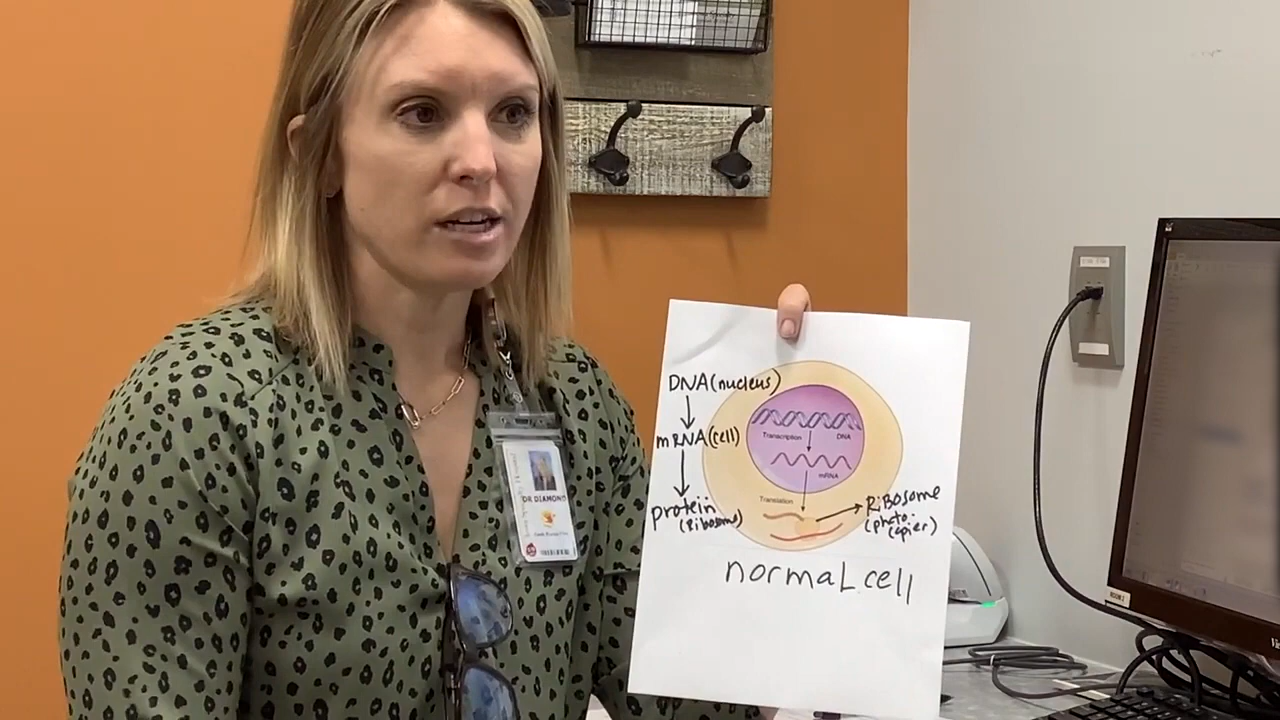 DNA(nucleus)
mRNA(cell)
protein
(Ribosome)
Transcription
DNA
mRNA
Translation
Ribosome
(photo-
copier)
normal cell
DR DIAMOND